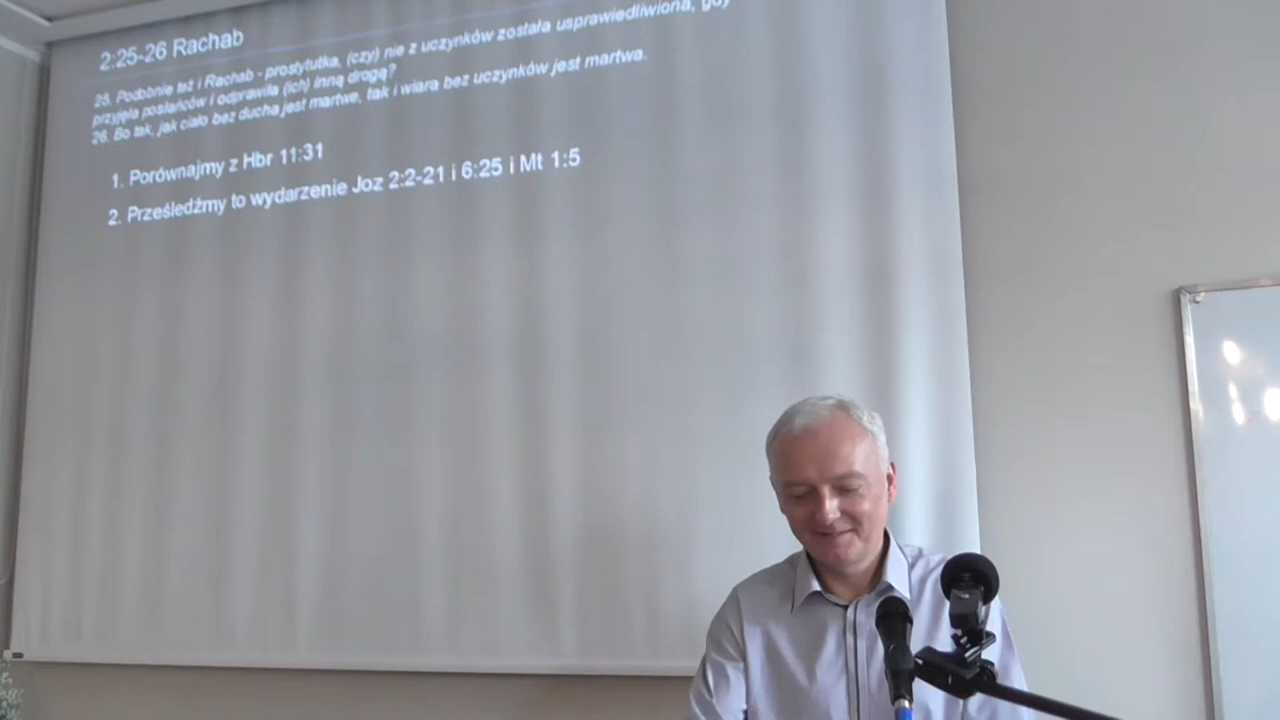 2:25-26 Rachab
25. Podobnie też i Rachab - prostytutka, (czy) nie z uczynków została usprawiedliwiona, gdy
przyjęła posłańców i odprawiła (ich) inną drogą?
26. Bo tak, jak ciało bez ducha jest martwe, tak i wiara bez uczynków jest martwa.
1. Porównajmy z Hbr 11:31
2. Prześledźmy to wydarzenie Joz 2:2-21 i 6:25 i Mt 1:5